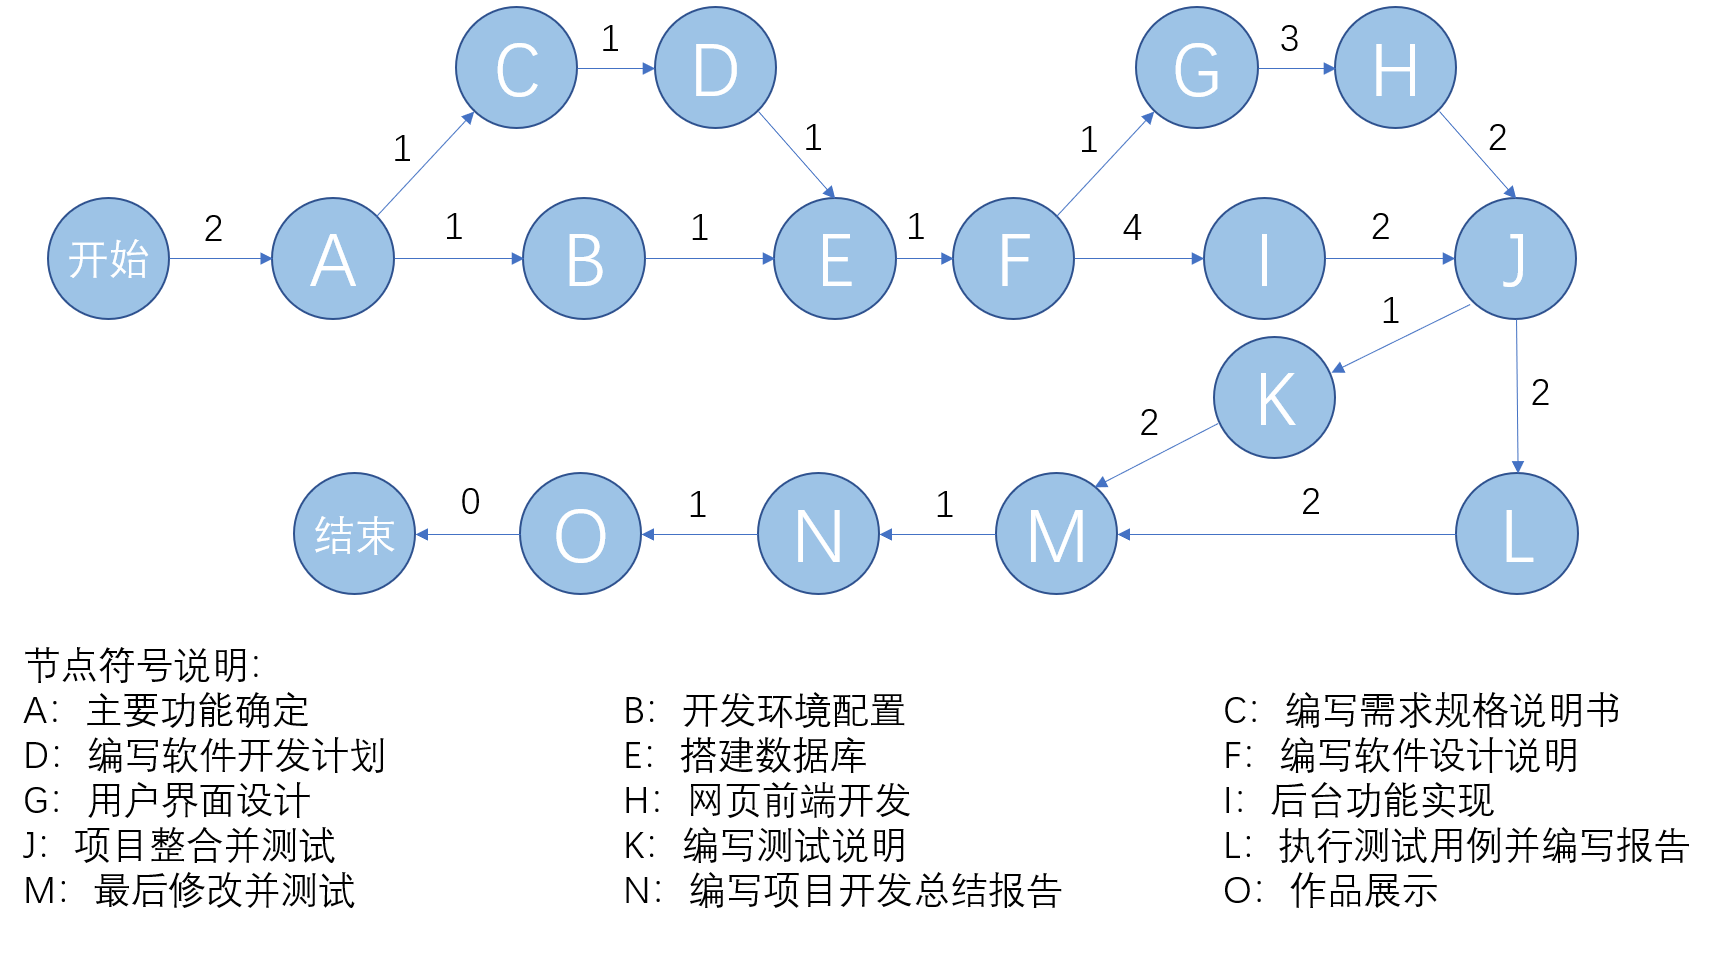 C 1 D G 3 H
1 1 1 2
开始 2 A 1 B 1 E 1 F 4 I 2 J
1
K 2
2
结束 0 O 1 N 1 M 2 L
节点符号说明：
A：主要功能确定 B：开发环境配置 C：编写需求规格说明书
D：编写软件开发计划 E：搭建数据库 F：编写软件设计说明
G：用户界面设计 H：网页前端开发 I：后台功能实现
J：项目整合并测试 K：编写测试说明 L：执行测试用例并编写报告
M：最后修改并测试 N：编写项目开发总结报告 O：作品展示